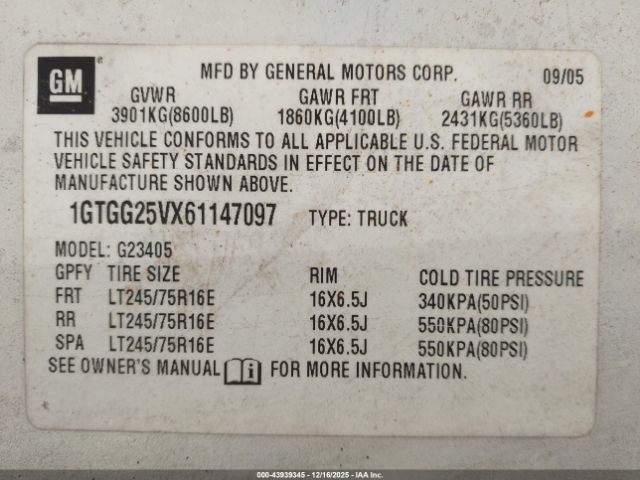 GM
MFD BY GENERAL MOTORS CORP. 09/05
GVWR GAWR FRT GAWR RR
3901KG(8600LB) 1860KG(4100LB) 2431KG(5360LB)
THIS VEHICLE CONFORMS TO ALL APPLICABLE U.S. FEDERAL MOTOR
VEHICLE SAFETY STANDARDS IN EFFECT ON THE DATE OF
MANUFACTURE SHOWN ABOVE.
1GTGG25VX61147097 TYPE: TRUCK
MODEL: G23405
GPFY TIRE SIZE RIM COLD TIRE PRESSURE
FRT LT245/75R16E 16X6.5J 340KPA(50PSI)
RR LT245/75R16E 16X6.5J 550KPA(80PSI)
SPA LT245/75R16E 16X6.5J 550KPA(80PSI)
SEE OWNER'S MANUAL FOR MORE INFORMATION.
000-43939345 - 12/16/2025 - IAA Inc.